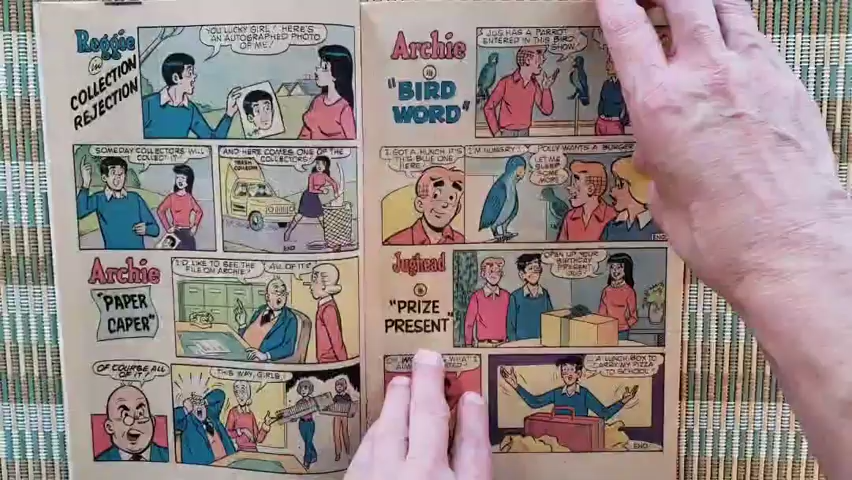 Reggie
in
COLLECTION
REJECTION
YOU LUCKY GIRL! HERE'S
AN AUTOGRAPHED PHOTO
OF ME!
SOMEDAY COLLECTORS WILL
COLLECT IT
AND HERE COMES ONE OF THE
COLLECTORS
END
Archie
"PAPER
CAPER"
I'D LIKE TO SEE THE
FILE ON ARCHIE!
ALL OF IT?
OF COURSE ALL
OF IT!
THIS WAY, GIRLS!
Archie
in
"BIRD
WORD"
JUG HAS A PARROT
ENTERED IN THIS BIRD
SHOW!
I GOT A HUNCH IT'S
THIS BLUE ONE
HERE!
I'M HUNGRY!
POLLY WANTS A BURGER
LET ME
SLEEP
SOME
END
Jughead
in
"PRIZE
PRESENT"
OPEN UP YOUR
BIRTHDAY
PRESENT,
JUG!
WHAT'S
A LUNCH BOX TO
CARRY MY PIZZA
TO SCHOOL!
END